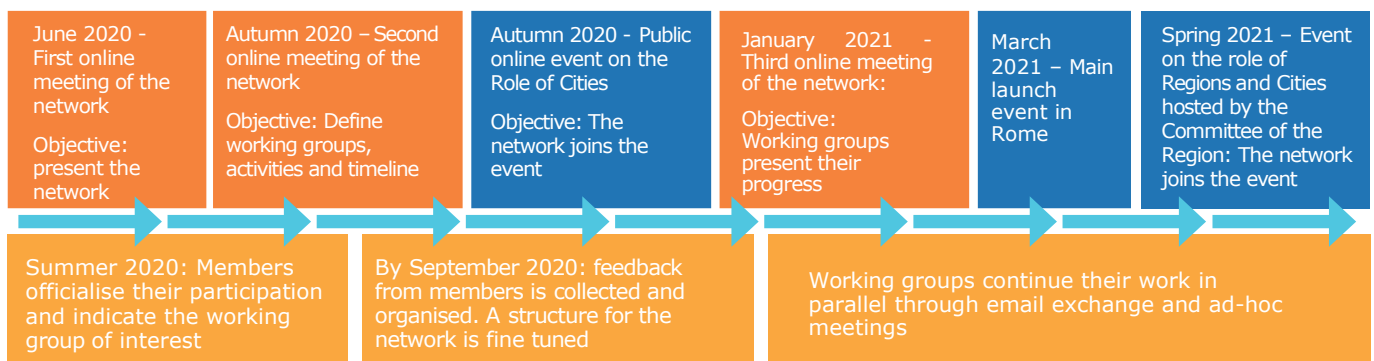 June 2020 -
First online
meeting of the
network
Objective:
present the
network
Autumn 2020 – Second
online meeting of the
network
Objective: Define
working groups,
activities and timeline
Autumn 2020 - Public
online event on the
Role of Cities
Objective: The
network joins the
event
January 2021 -
Third online meeting
of the network:
Objective:
Working groups
present their
progress
March
2021 – Main
launch
event in
Rome
Spring 2021 – Event
on the role of
Regions and Cities
hosted by the
Committee of the
Region: The network
joins the event
Summer 2020: Members
officialise their participation
and indicate the working
group of interest
By September 2020: feedback
from members is collected and
organised. A structure for the
network is fine tuned
Working groups continue their work in
parallel through email exchange and ad-hoc
meetings